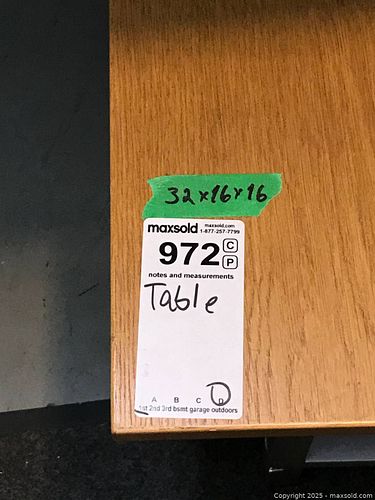 32x16x16
maxsold maxsold.com
1-877-257-7799
972 C
P
notes and measurements
Table
A B C D
1st 2nd 3rd bsmt garage outdoors
Copyright 2025 - maxsold.com